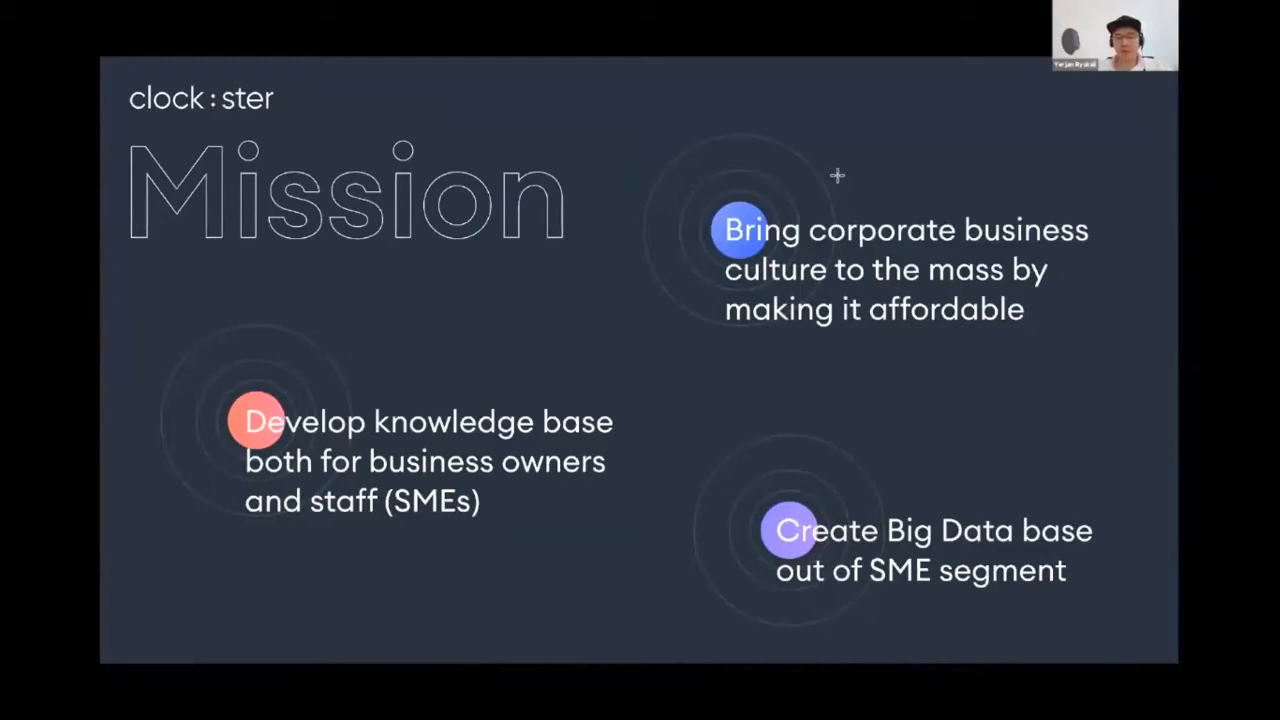 clock:ster
Mission
Bring corporate business
culture to the mass by
making it affordable
Develop knowledge base
both for business owners
and staff (SMEs)
Create Big Data base
out of SME segment